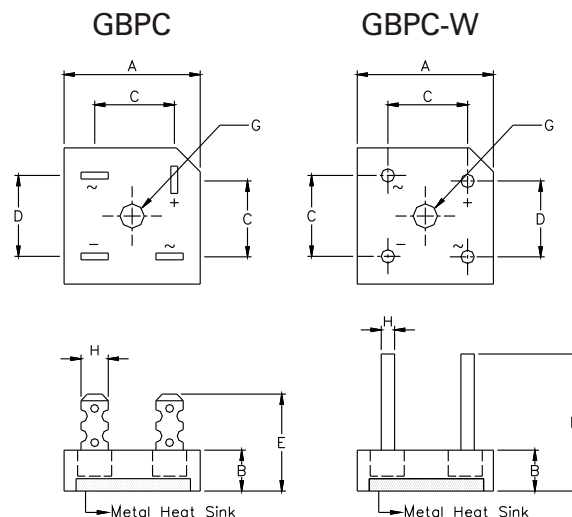 GBPC GBPC-W
A A
C C
G G
~ ~
+ +
D C C D
− ~ − ~
H H
E
B B
Metal Heat Sink Metal Heat Sink